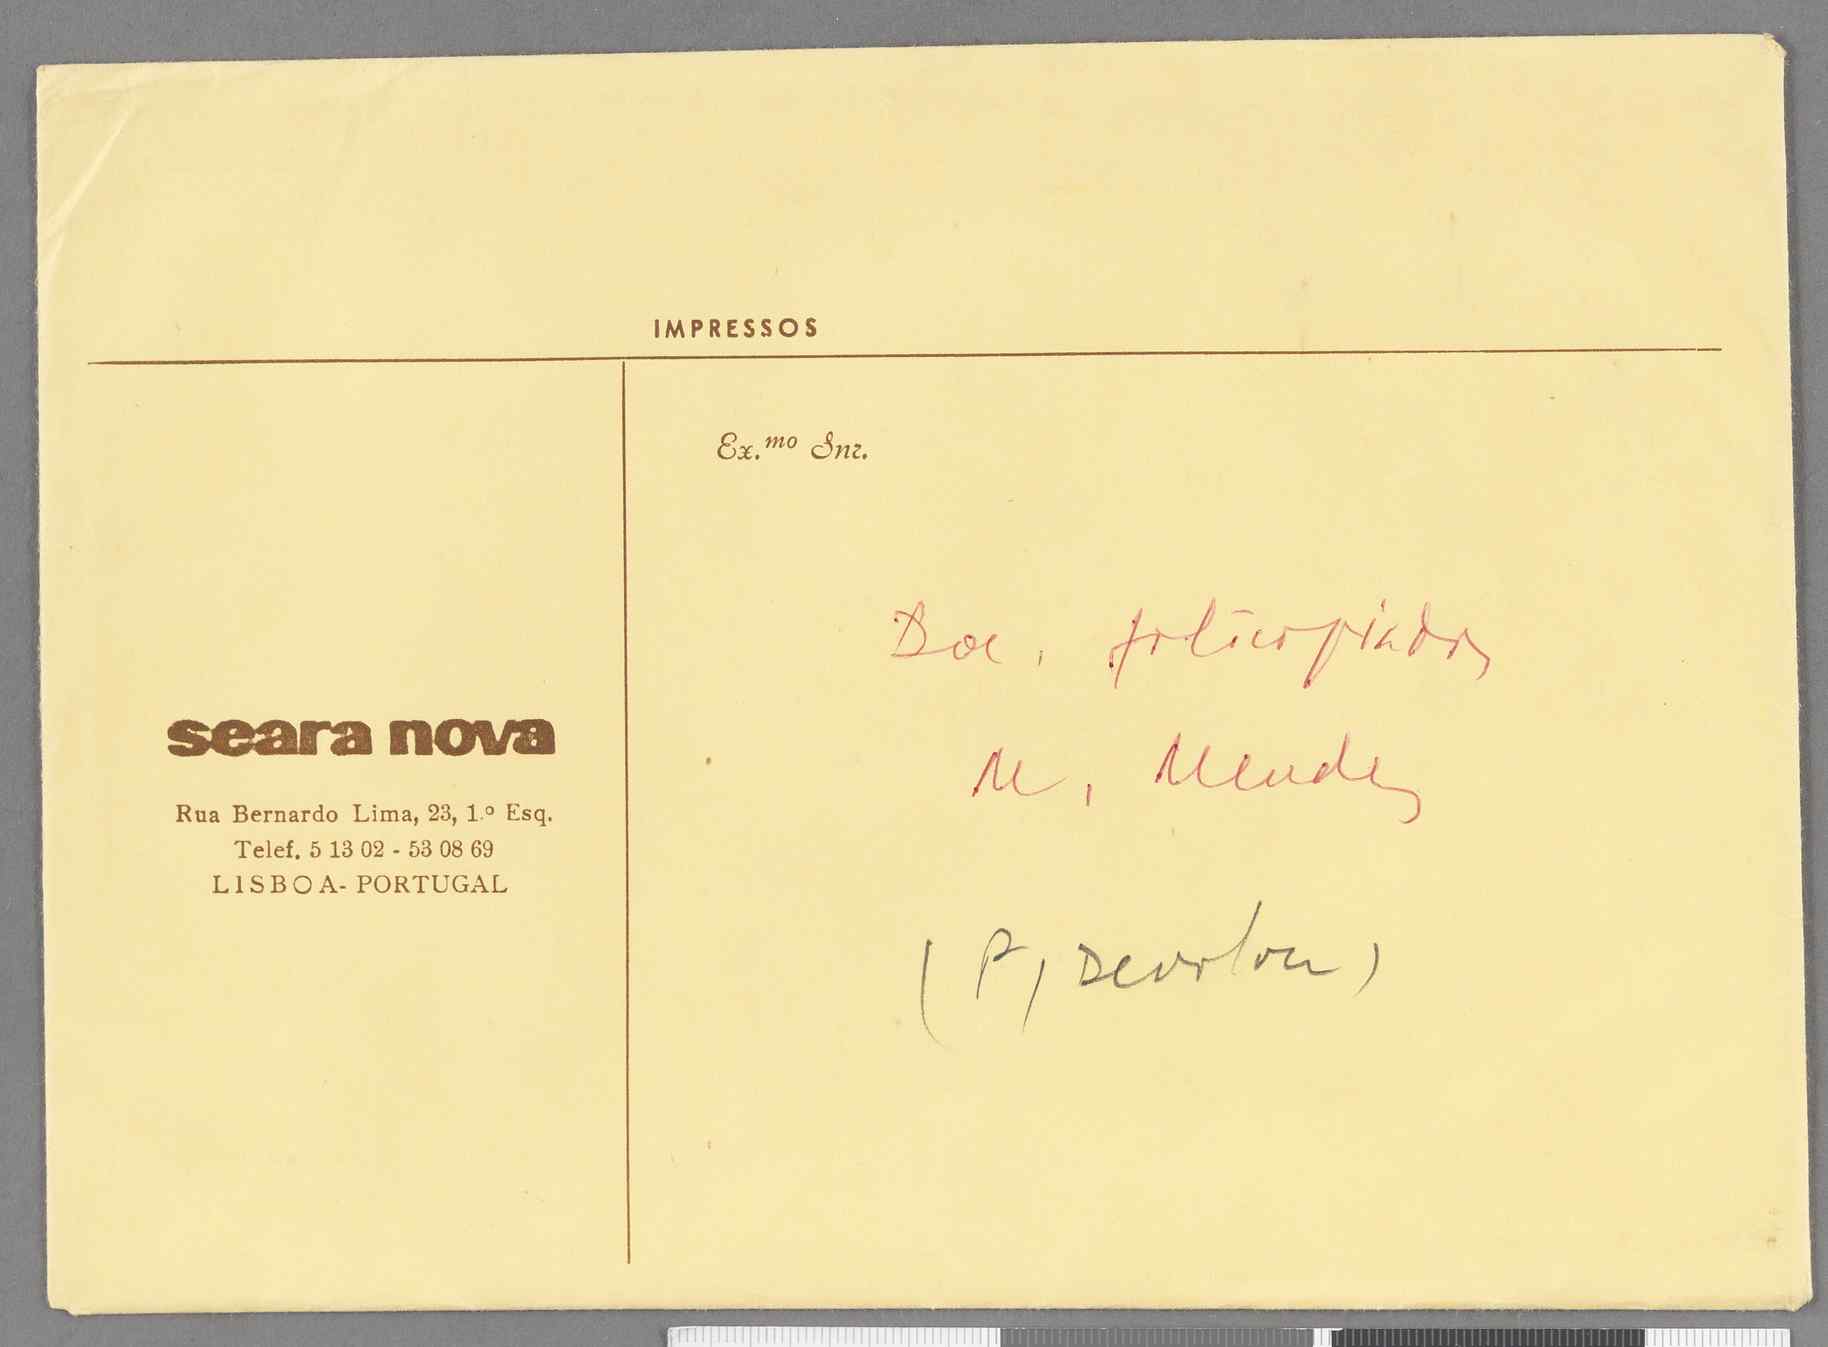 IMPRESSOS
Ex.mo Snr.
seara nova
Rua Bernardo Lima, 23, 1.º Esq.
Telef. 5 13 02 - 53 08 69
LISBOA - PORTUGAL
Doc. fotocopiados
M. Mendes
(P/ Devolver)